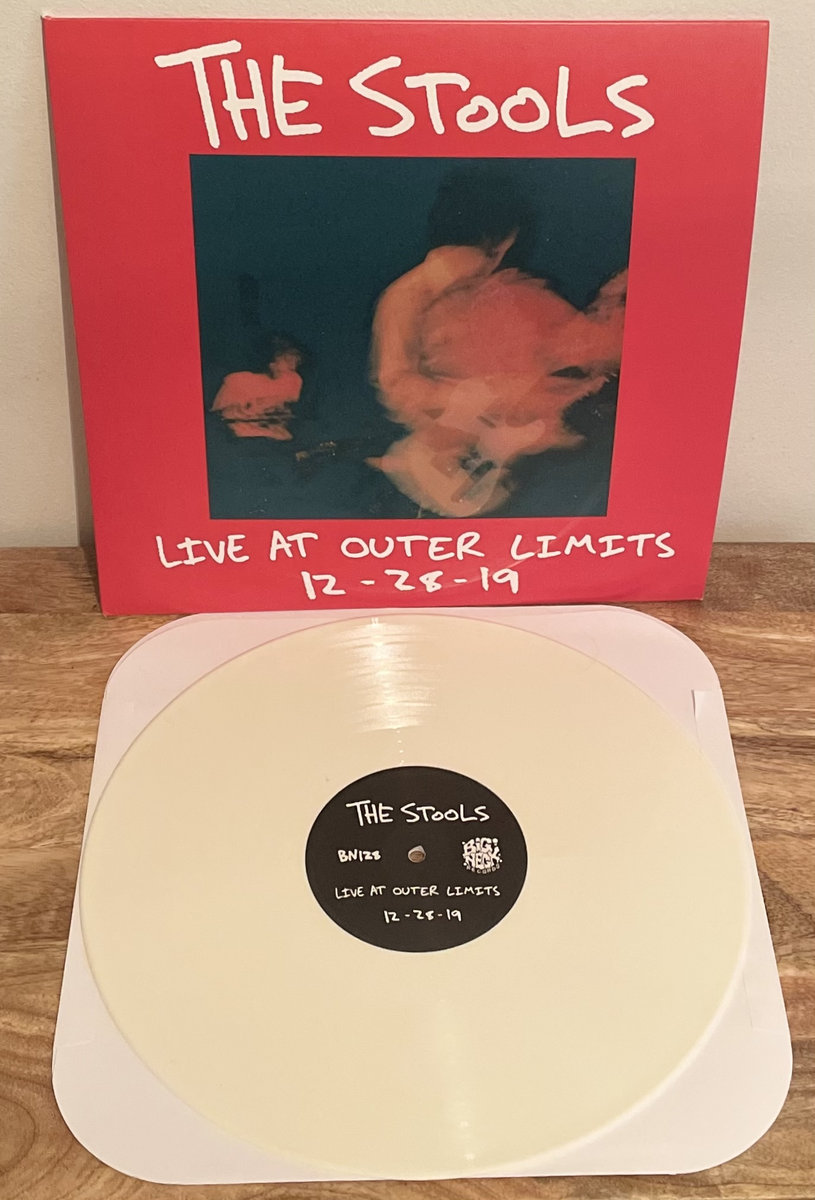 THE STOOLS
LIVE AT OUTER LIMITS
12-28-19
THE STOOLS
BN128
BIG NECK
RECORDS
LIVE AT OUTER LIMITS
12-28-19